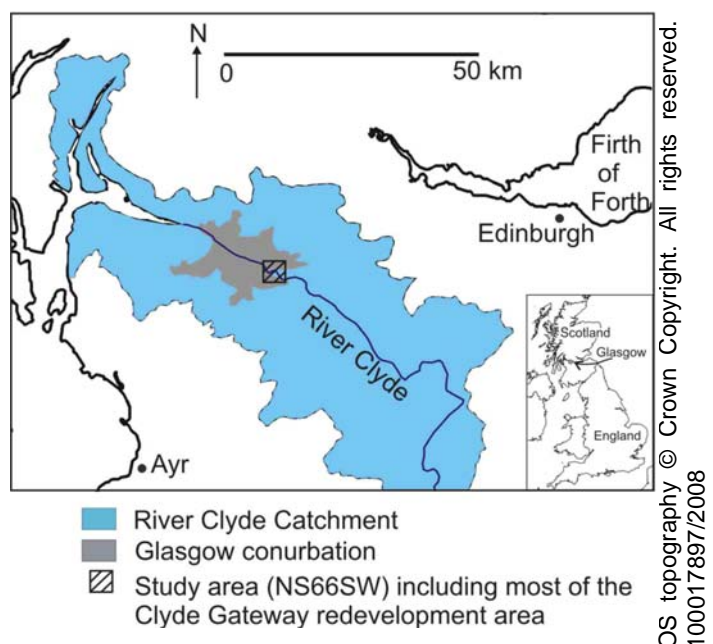 N
0
50 km
Firth
of
Forth
Edinburgh
River Clyde
Scotland
Glasgow
England
Ayr
River Clyde Catchment
Glasgow conurbation
Study area (NS66SW) including most of the
Clyde Gateway redevelopment area
OS topography © Crown Copyright. All rights reserved.
100017897/2008